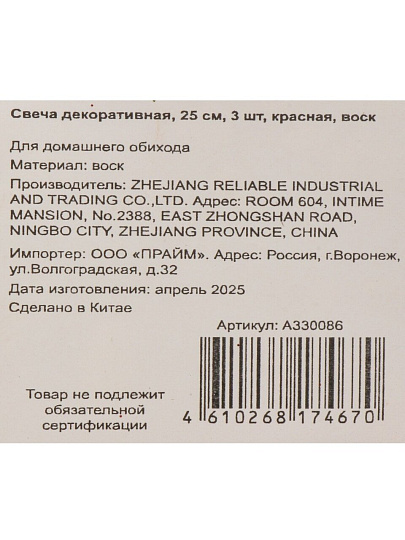 Свеча декоративная, 25 см, 3 шт, красная, воск
Для домашнего обихода
Материал: воск
Производитель: ZHEJIANG RELIABLE INDUSTRIAL
AND TRADING CO.,LTD. Адрес: ROOM 604, INTIME
MANSION, No.2388, EAST ZHONGSHAN ROAD,
NINGBO CITY, ZHEJIANG PROVINCE, CHINA
Импортер: ООО «ПРАЙМ». Адрес: Россия, г.Воронеж,
ул.Волгоградская, д.32
Дата изготовления: апрель 2025
Сделано в Китае
Артикул: A330086
Товар не подлежит
обязательной
сертификации
4 610268 174670